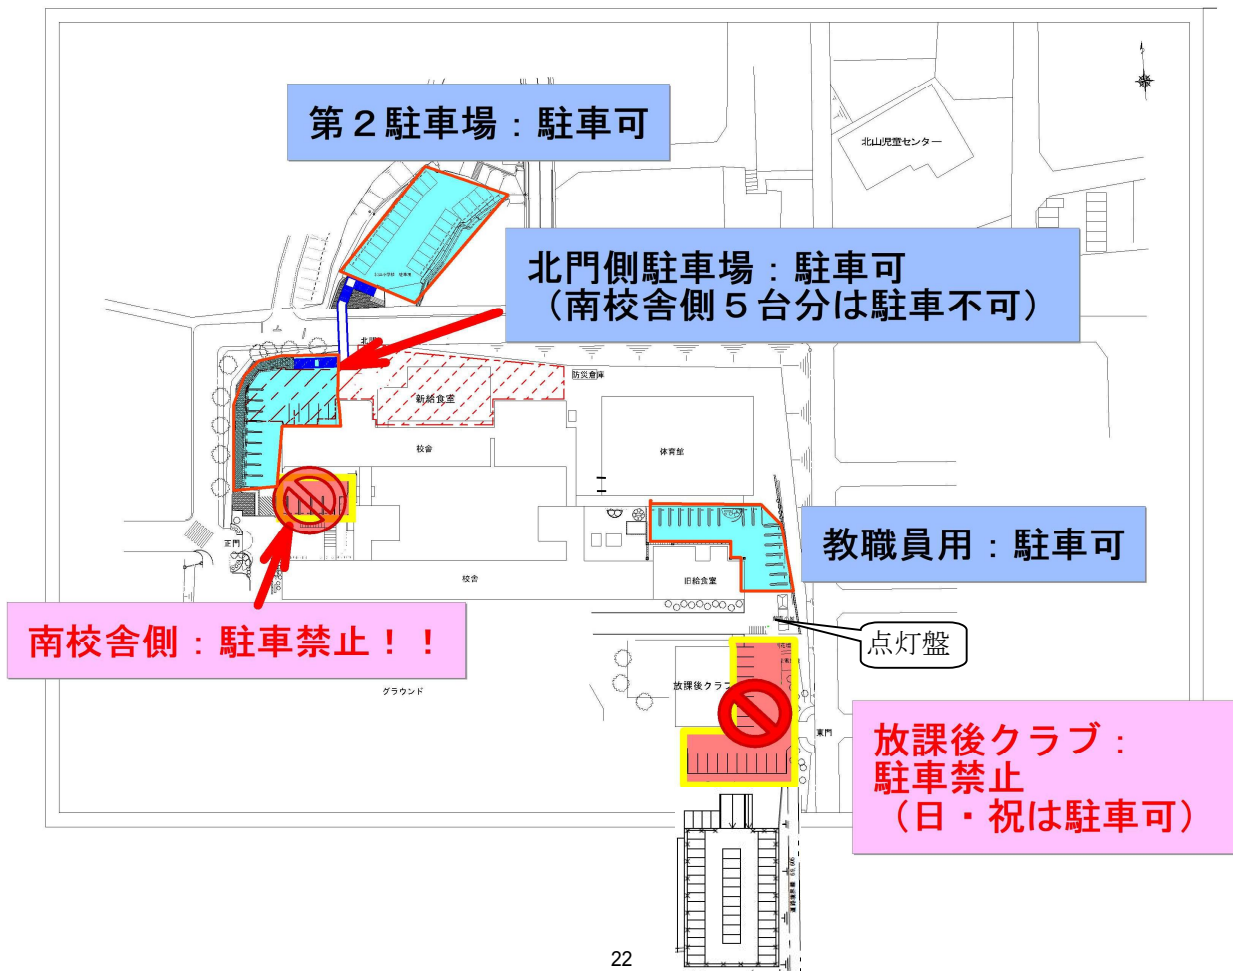 第２駐車場：駐車可
北山児童センター
北門側駐車場：駐車可
（南校舎側５台分は駐車不可）
防災倉庫
新給食室
校舎
体育館
正門
教職員用：駐車可
校舎
旧給食室
南校舎側：駐車禁止！！
点灯盤
グラウンド
放課後クラブ
東門
放課後クラブ：
駐車禁止
（日・祝は駐車可）
22